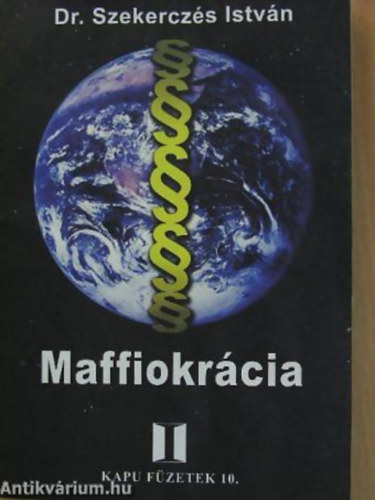 Dr. Szekerczés István
§§§§§§
Maffiokrácia
KAPU FÜZETEK 10.
Antikvárium.hu